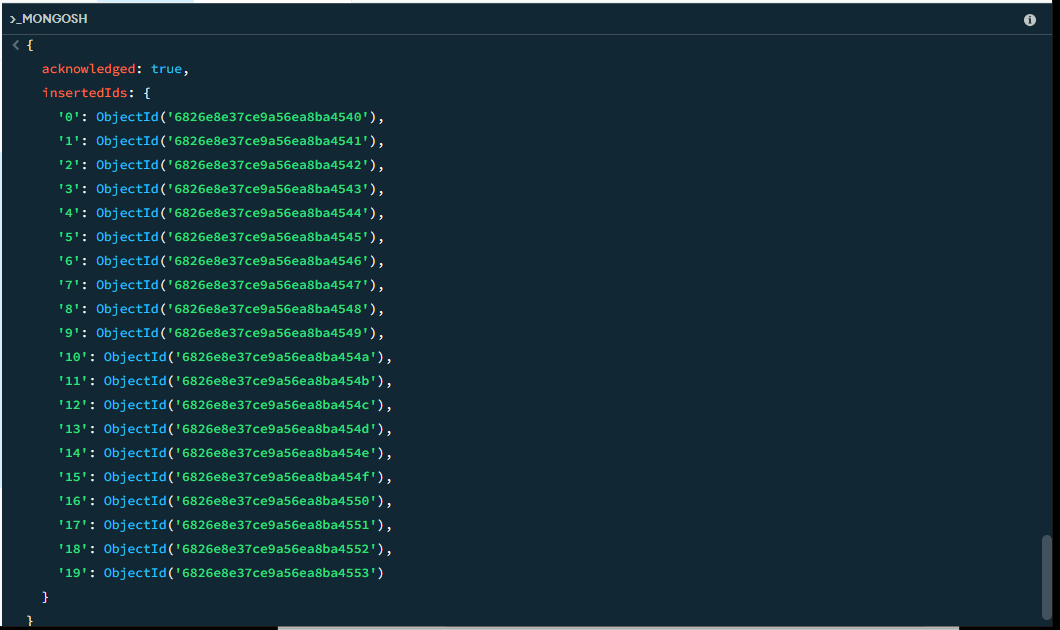 >_MONGOSH
{
acknowledged: true,
insertedIds: {
'0': ObjectId('6826e8e37ce9a56ea8ba4540'),
'1': ObjectId('6826e8e37ce9a56ea8ba4541'),
'2': ObjectId('6826e8e37ce9a56ea8ba4542'),
'3': ObjectId('6826e8e37ce9a56ea8ba4543'),
'4': ObjectId('6826e8e37ce9a56ea8ba4544'),
'5': ObjectId('6826e8e37ce9a56ea8ba4545'),
'6': ObjectId('6826e8e37ce9a56ea8ba4546'),
'7': ObjectId('6826e8e37ce9a56ea8ba4547'),
'8': ObjectId('6826e8e37ce9a56ea8ba4548'),
'9': ObjectId('6826e8e37ce9a56ea8ba4549'),
'10': ObjectId('6826e8e37ce9a56ea8ba454a'),
'11': ObjectId('6826e8e37ce9a56ea8ba454b'),
'12': ObjectId('6826e8e37ce9a56ea8ba454c'),
'13': ObjectId('6826e8e37ce9a56ea8ba454d'),
'14': ObjectId('6826e8e37ce9a56ea8ba454e'),
'15': ObjectId('6826e8e37ce9a56ea8ba454f'),
'16': ObjectId('6826e8e37ce9a56ea8ba4550'),
'17': ObjectId('6826e8e37ce9a56ea8ba4551'),
'18': ObjectId('6826e8e37ce9a56ea8ba4552'),
'19': ObjectId('6826e8e37ce9a56ea8ba4553')
}
}